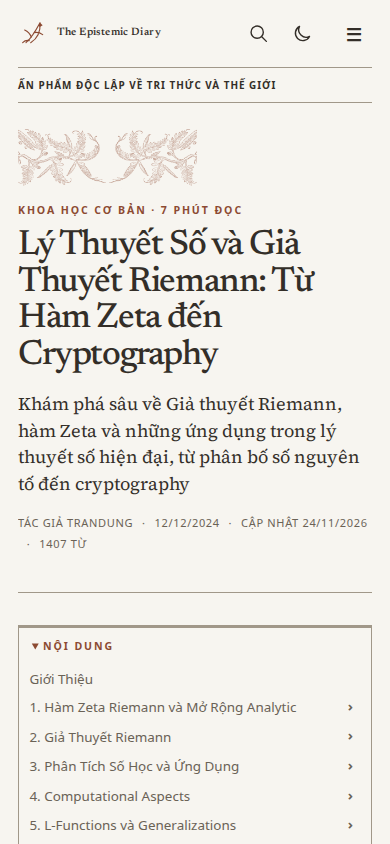 The Epistemic Diary
ẤN PHẨM ĐỘC LẬP VỀ TRI THỨC VÀ THẾ GIỚI
KHOA HỌC CƠ BẢN · 7 PHÚT ĐỌC
Lý Thuyết Số và Giả
Thuyết Riemann: Từ
Hàm Zeta đến
Cryptography
Khám phá sâu về Giả thuyết Riemann,
hàm Zeta và những ứng dụng trong lý
thuyết số hiện đại, từ phân bố số nguyên
tố đến cryptography
TÁC GIẢ TRANDUNG · 12/12/2024 · CẬP NHẬT 24/11/2026
· 1407 TỪ
▼ NỘI DUNG
Giới Thiệu
1. Hàm Zeta Riemann và Mở Rộng Analytic ›
2. Giả Thuyết Riemann ›
3. Phân Tích Số Học và Ứng Dụng ›
4. Computational Aspects ›
5. L-Functions và Generalizations ›